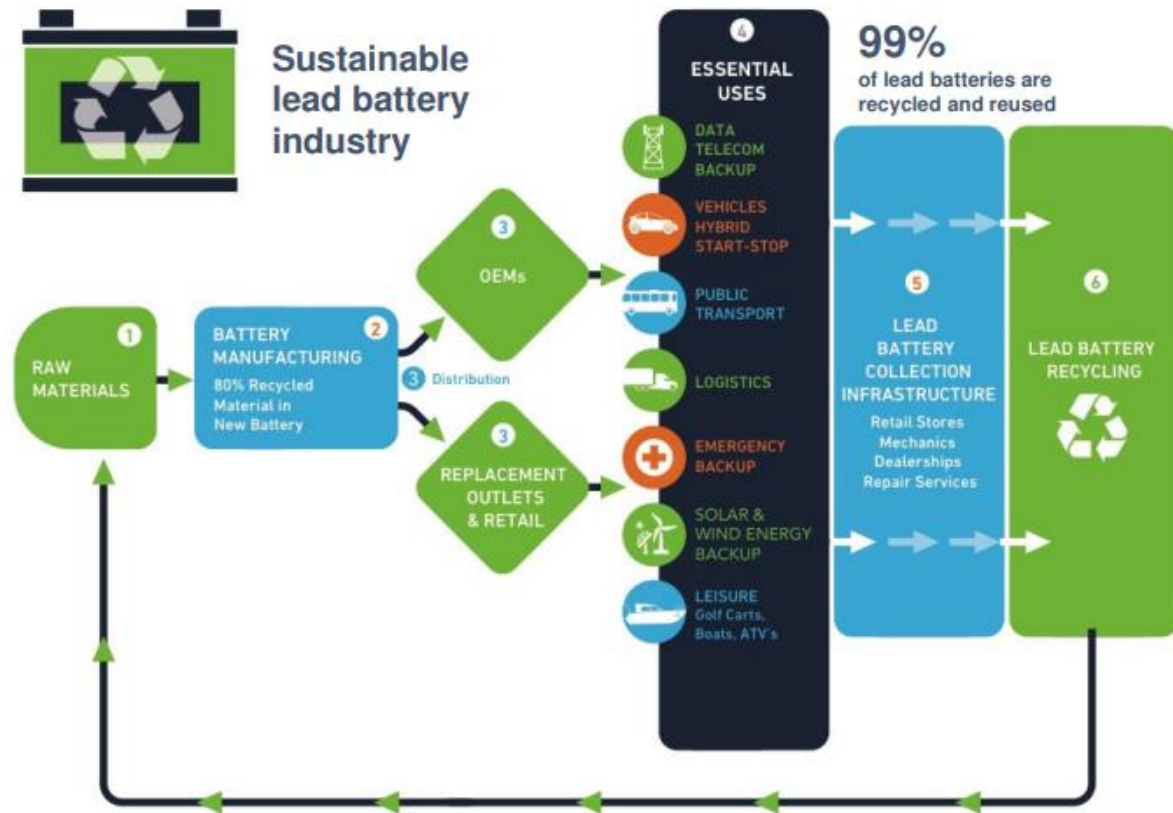 Sustainable
lead battery
industry
99%
of lead batteries are
recycled and reused
1
RAW
MATERIALS
2
BATTERY
MANUFACTURING
80% Recycled
Material in
New Battery
3 Distribution
3
OEMs
3
REPLACEMENT
OUTLETS
& RETAIL
4
ESSENTIAL
USES
DATA
TELECOM
BACKUP
VEHICLES
HYBRID
START-STOP
PUBLIC
TRANSPORT
LOGISTICS
EMERGENCY
BACKUP
SOLAR &
WIND ENERGY
BACKUP
LEISURE
Golf Carts,
Boats, ATV's
5
LEAD
BATTERY
COLLECTION
INFRASTRUCTURE
Retail Stores
Mechanics
Dealerships
Repair Services
6
LEAD BATTERY
RECYCLING